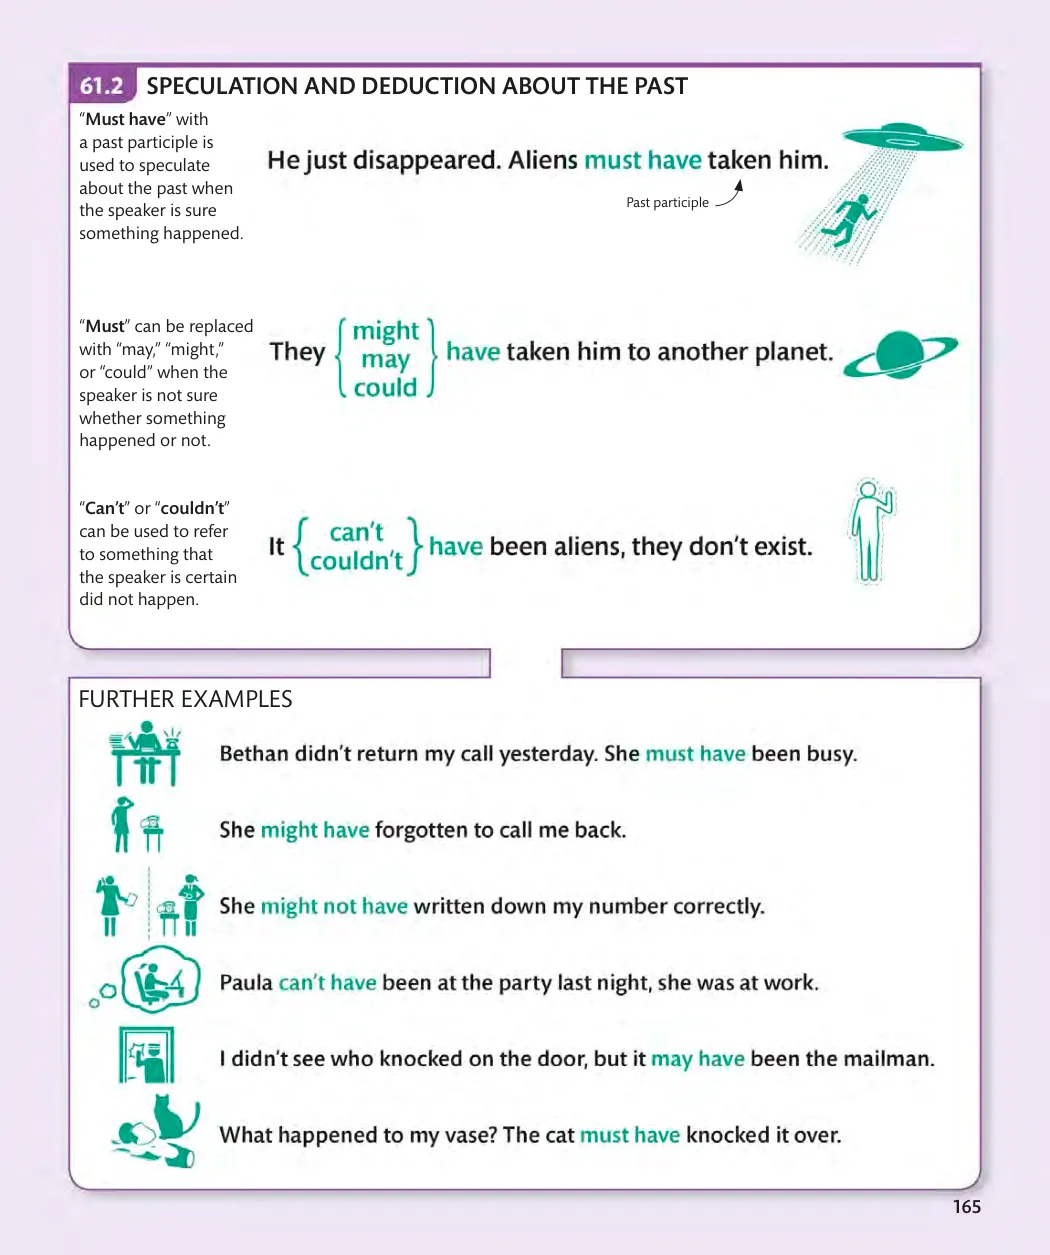 61.2 SPECULATION AND DEDUCTION ABOUT THE PAST
“Must have” with
a past participle is
used to speculate
about the past when
the speaker is sure
something happened.
He just disappeared. Aliens must have taken him.
Past participle
“Must” can be replaced
with “may,” “might,”
or “could” when the
speaker is not sure
whether something
happened or not.
They { might
may
could } have taken him to another planet.
“Can’t” or “couldn’t”
can be used to refer
to something that
the speaker is certain
did not happen.
It { can’t
couldn’t } have been aliens, they don’t exist.
FURTHER EXAMPLES
Bethan didn’t return my call yesterday. She must have been busy.
She might have forgotten to call me back.
She might not have written down my number correctly.
Paula can’t have been at the party last night, she was at work.
I didn’t see who knocked on the door, but it may have been the mailman.
What happened to my vase? The cat must have knocked it over.
165